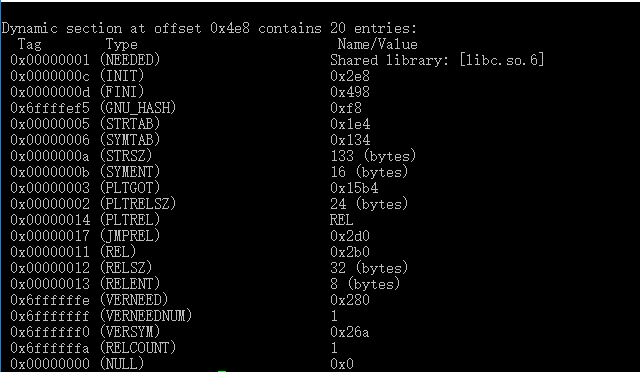 Dynamic section at offset 0x4e8 contains 20 entries:
Tag Type Name/Value
0x00000001 (NEEDED) Shared library: [libc.so.6]
0x0000000c (INIT) 0x2e8
0x0000000d (FINI) 0x498
0x6ffffef5 (GNU_HASH) 0xf8
0x00000005 (STRTAB) 0x1e4
0x00000006 (SYMTAB) 0x134
0x0000000a (STRSZ) 133 (bytes)
0x0000000b (SYMENT) 16 (bytes)
0x00000003 (PLTGOT) 0x15b4
0x00000002 (PLTRELSZ) 24 (bytes)
0x00000014 (PLTREL) REL
0x00000017 (JMPREL) 0x2d0
0x00000011 (REL) 0x2b0
0x00000012 (RELSZ) 32 (bytes)
0x00000013 (RELENT) 8 (bytes)
0x6ffffffe (VERNEED) 0x280
0x6fffffff (VERNEEDNUM) 1
0x6ffffff0 (VERSYM) 0x26a
0x6ffffffa (RELCOUNT) 1
0x00000000 (NULL) 0x0